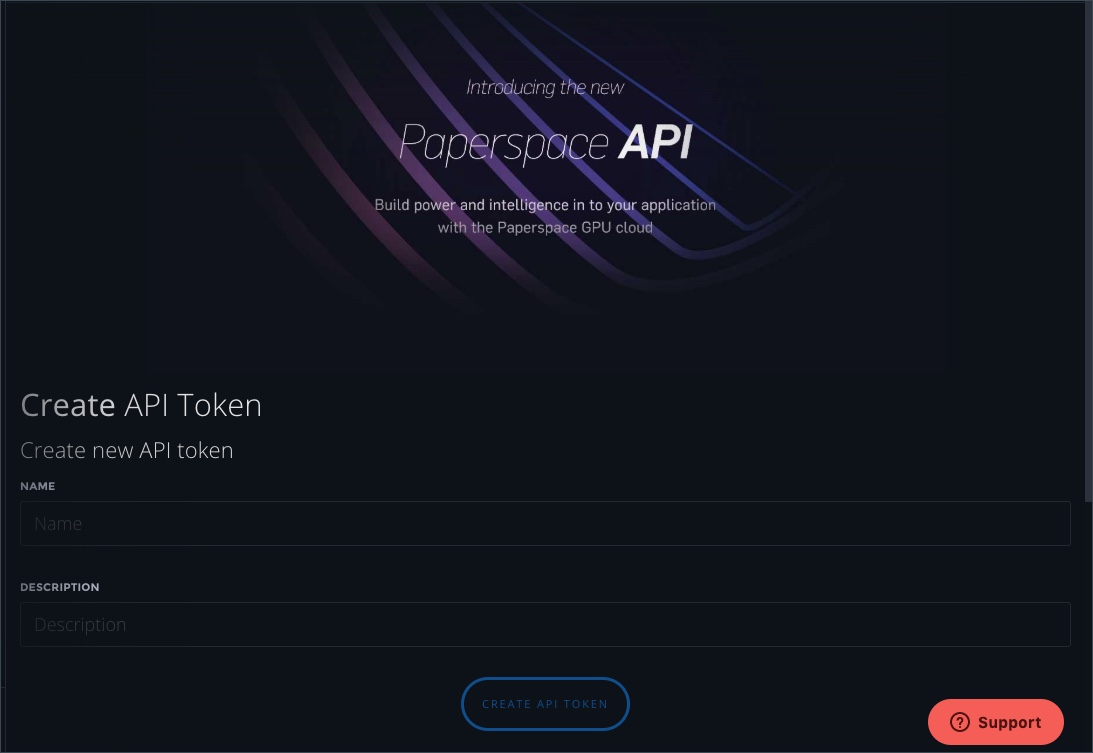 Introducing the new
Paperspace API
Build power and intelligence in to your application
with the Paperspace GPU cloud
Create API Token
Create new API token
NAME
Name
DESCRIPTION
Description
CREATE API TOKEN
Support